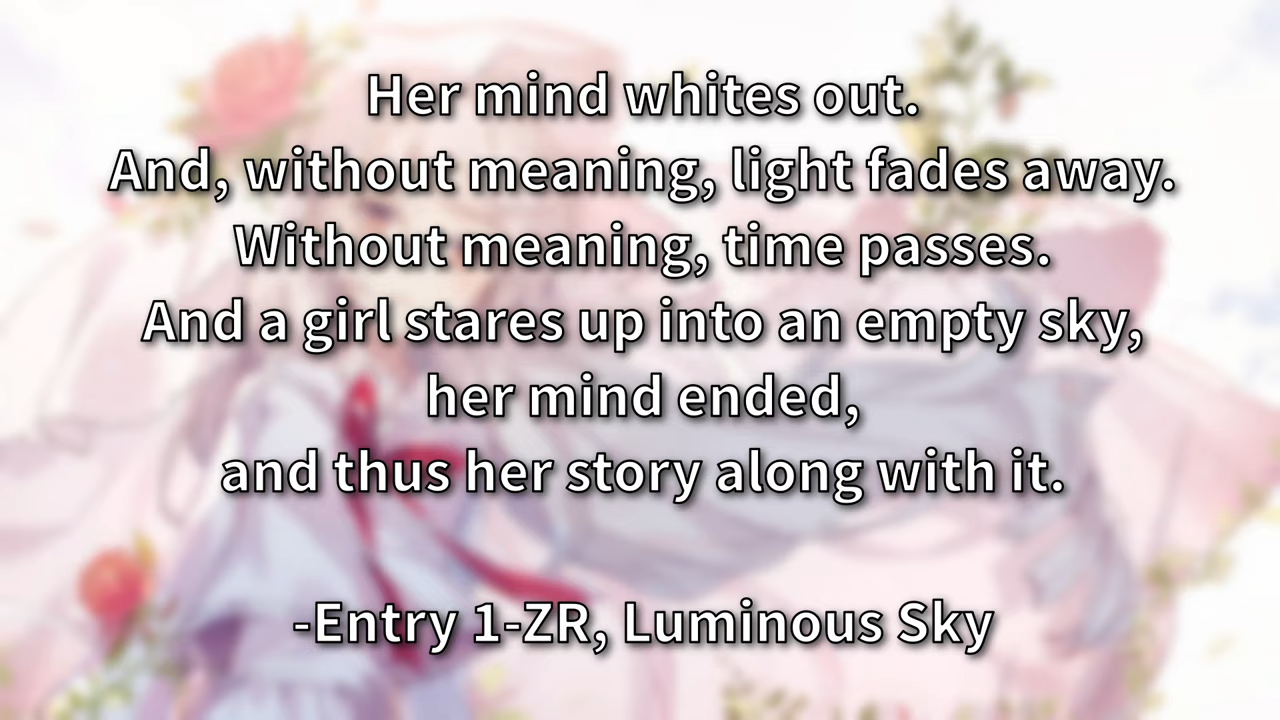 Her mind whites out.
And, without meaning, light fades away.
Without meaning, time passes.
And a girl stares up into an empty sky,
her mind ended,
and thus her story along with it.
-Entry 1-ZR, Luminous Sky